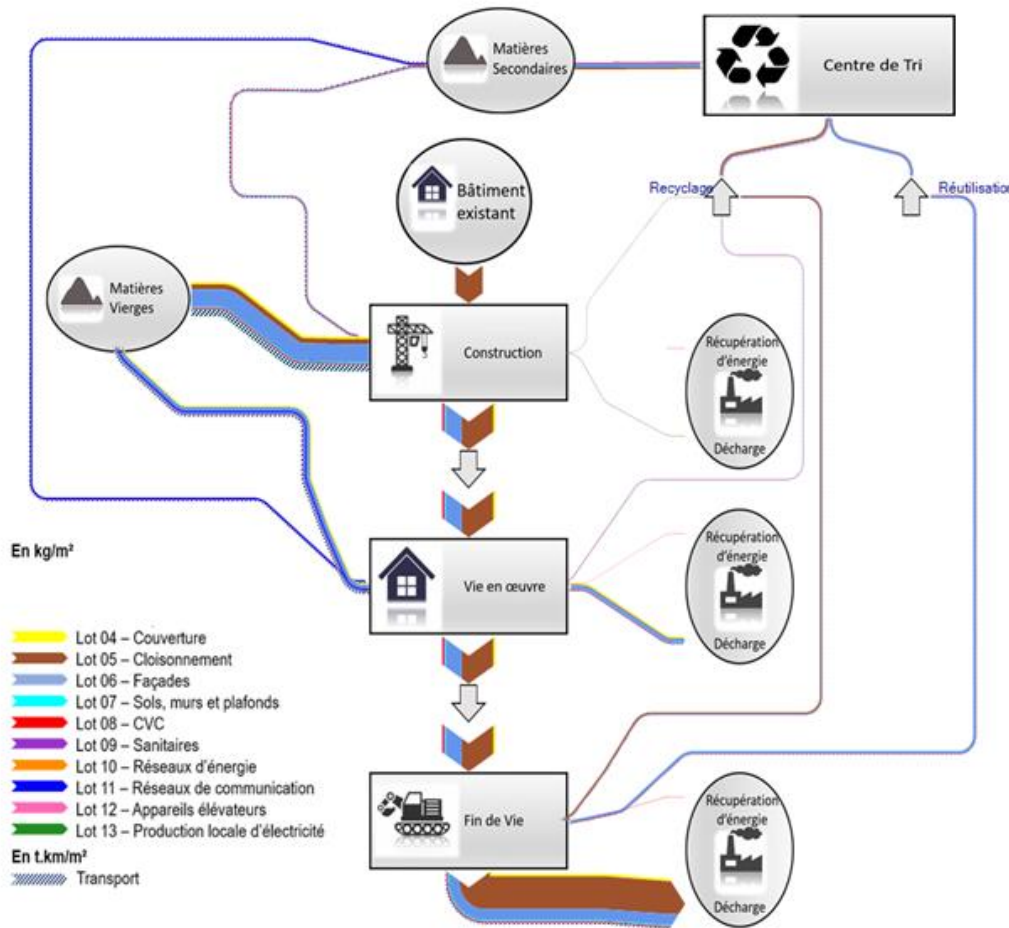 Matières
Secondaires
Centre de Tri
Recyclage
Réutilisation
Bâtiment
existant
Matières
Vierges
Construction
Récupération
d'énergie
Décharge
Vie en œuvre
Récupération
d'énergie
Décharge
En kg/m²
Lot 04 – Couverture
Lot 05 – Cloisonnement
Lot 06 – Façades
Lot 07 – Sols, murs et plafonds
Lot 08 – CVC
Lot 09 – Sanitaires
Lot 10 – Réseaux d'énergie
Lot 11 – Réseaux de communication
Lot 12 – Appareils élévateurs
Lot 13 – Production locale d'électricité
En t.km/m²
Transport
Fin de Vie
Récupération
d'énergie
Décharge